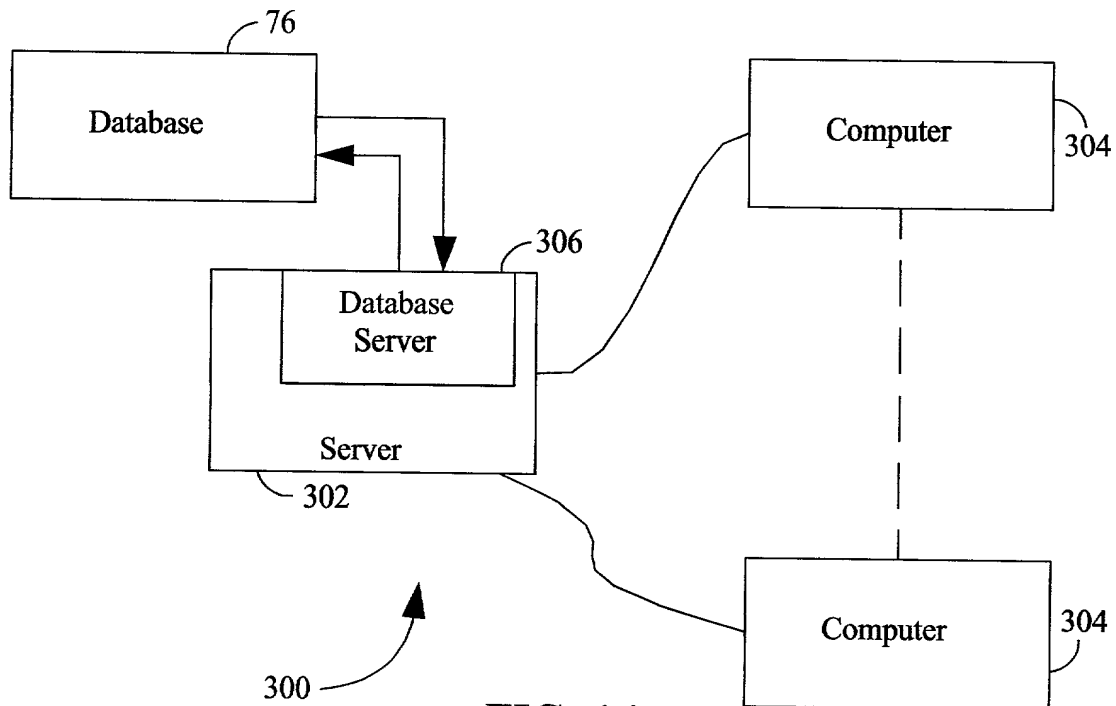 76
Database
Computer
304
306
Database
Server
Server
302
Computer
304
300